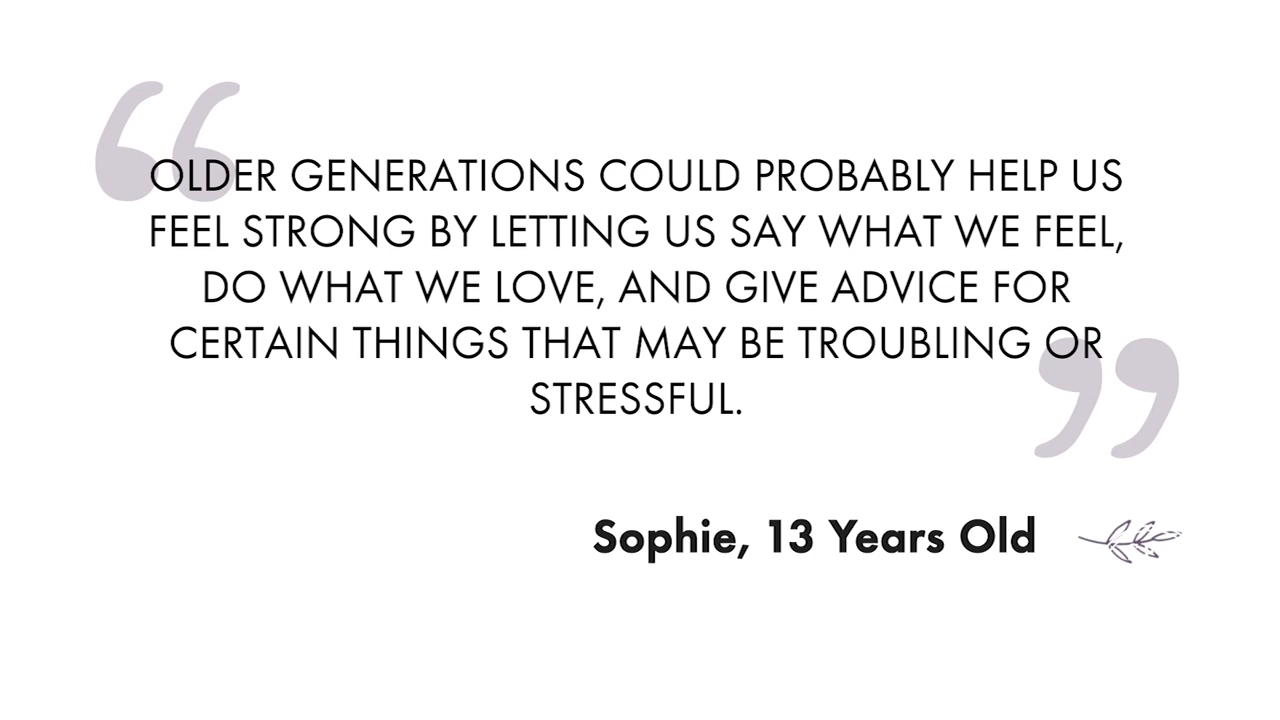 OLDER GENERATIONS COULD PROBABLY HELP US
FEEL STRONG BY LETTING US SAY WHAT WE FEEL,
DO WHAT WE LOVE, AND GIVE ADVICE FOR
CERTAIN THINGS THAT MAY BE TROUBLING OR
STRESSFUL.
Sophie, 13 Years Old